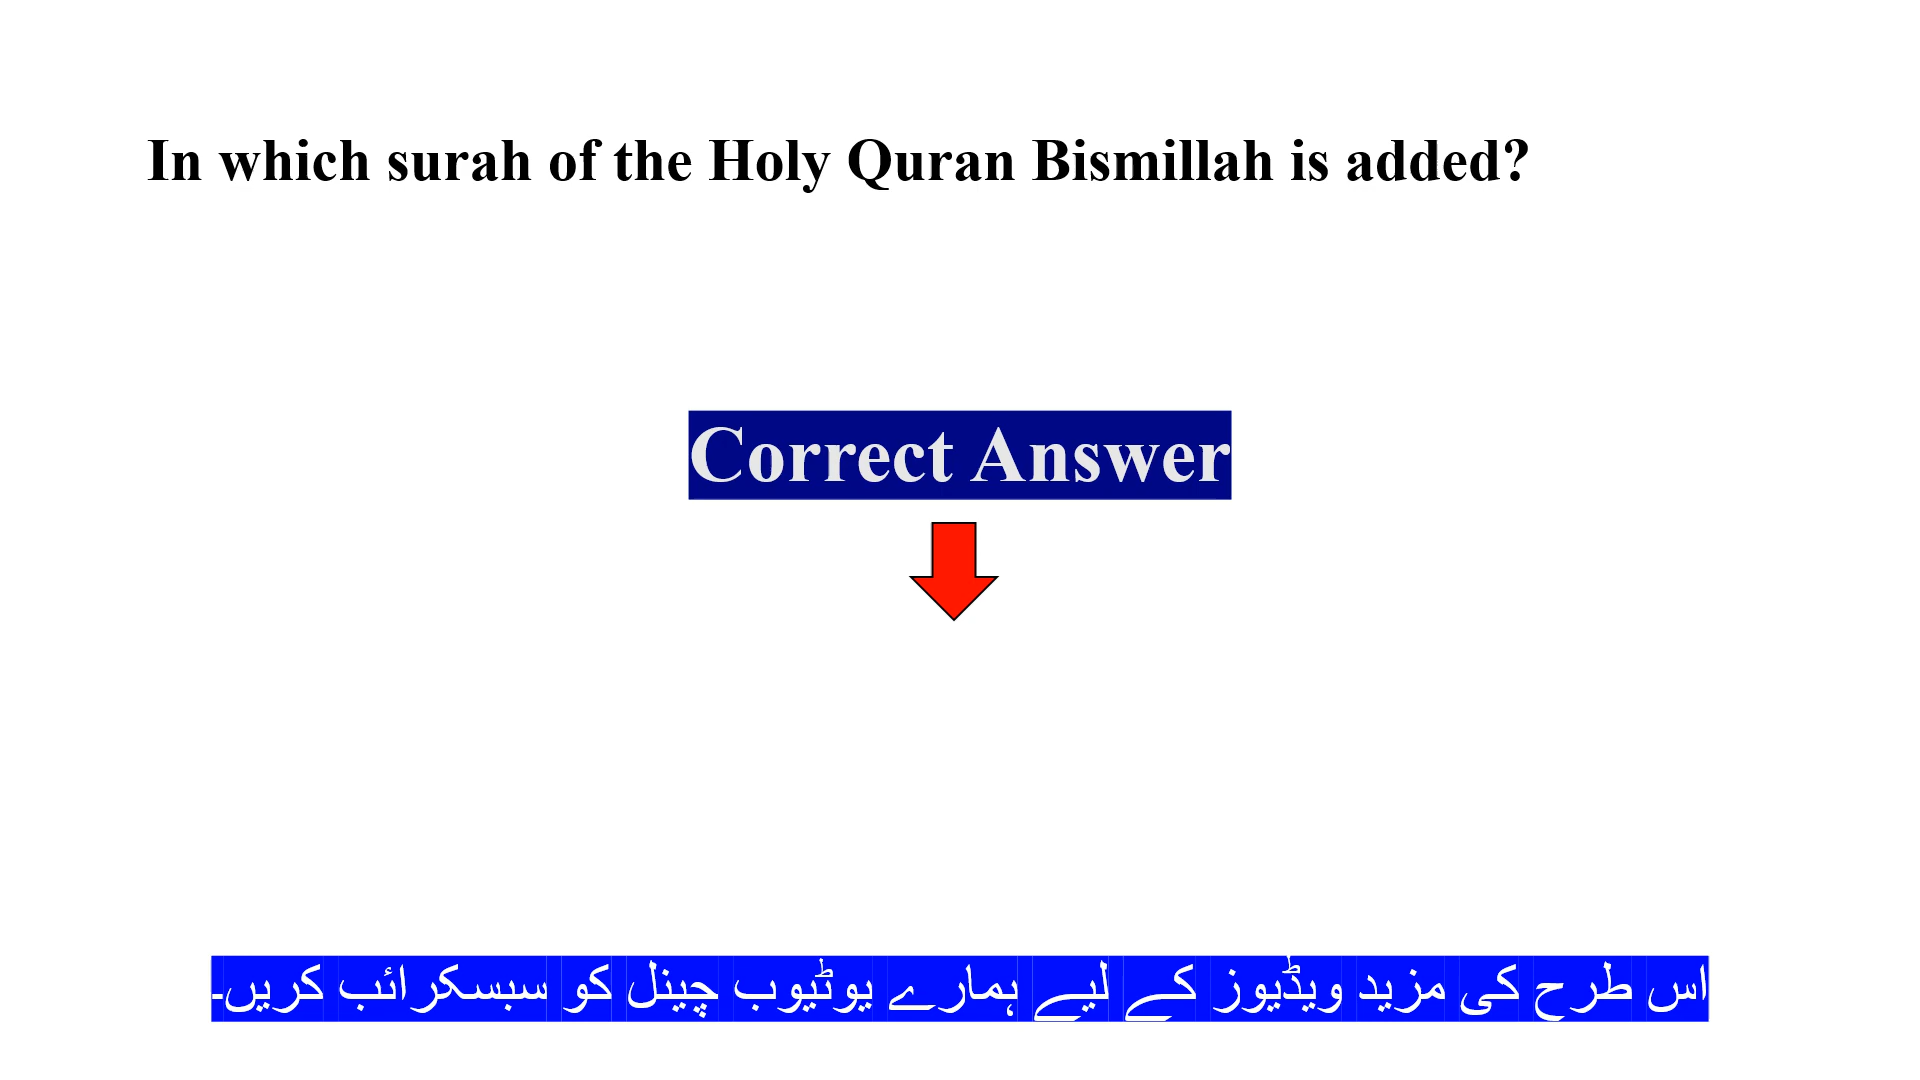 In which surah of the Holy Quran Bismillah is added?
Correct Answer
اس طرح کی مزید ویڈیوز کے لیے ہمارے یوٹیوب چینل کو سبسکرائب کریں۔